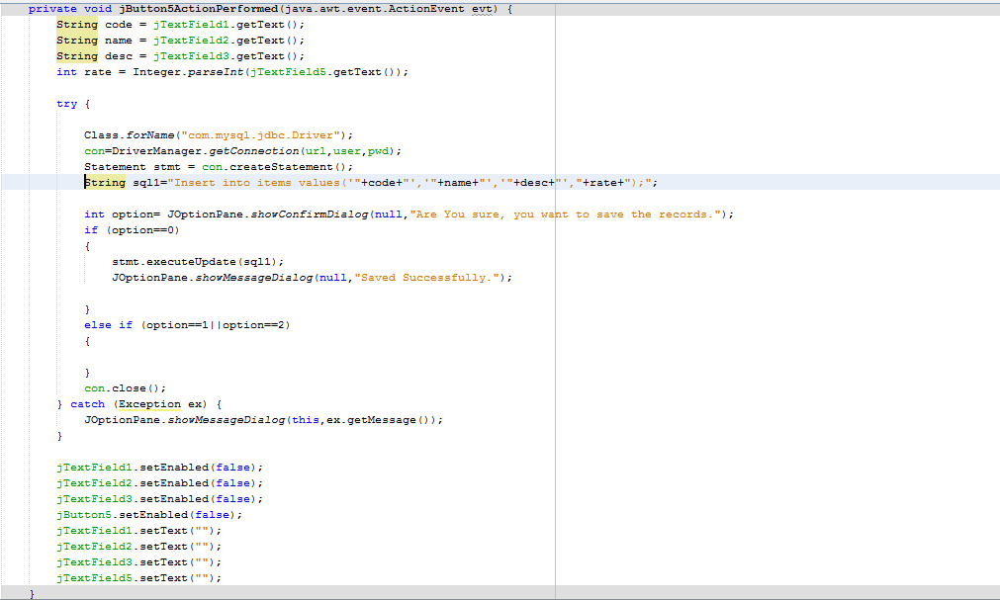 private void jButton5ActionPerformed(java.awt.event.ActionEvent evt) {
String code = jTextField1.getText();
String name = jTextField2.getText();
String desc = jTextField3.getText();
int rate = Integer.parseInt(jTextField5.getText());
try {
Class.forName("com.mysql.jdbc.Driver");
con=DriverManager.getConnection(url,user,pwd);
Statement stmt = con.createStatement();
String sql1="Insert into items values('"+code+"','"+name+"','"+desc+"',"+rate+");";
int option= JOptionPane.showConfirmDialog(null,"Are You sure, you want to save the records.");
if (option==0)
{
stmt.executeUpdate(sql1);
JOptionPane.showMessageDialog(null,"Saved Successfully.");
}
else if (option==1||option==2)
{
}
con.close();
} catch (Exception ex) {
JOptionPane.showMessageDialog(this,ex.getMessage());
}
jTextField1.setEnabled(false);
jTextField2.setEnabled(false);
jTextField3.setEnabled(false);
jButton5.setEnabled(false);
jTextField1.setText("");
jTextField2.setText("");
jTextField3.setText("");
jTextField5.setText("");
}